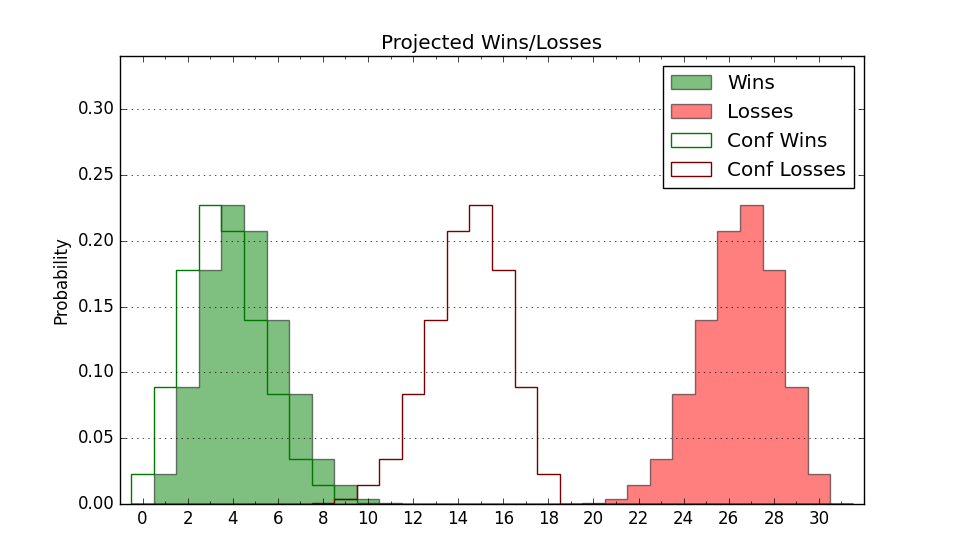 Projected Wins/Losses
Wins
Losses
Conf Wins
Conf Losses
Probability
0.30
0.25
0.20
0.15
0.10
0.05
0.00
0 2 4 6 8 10 12 14 16 18 20 22 24 26 28 30